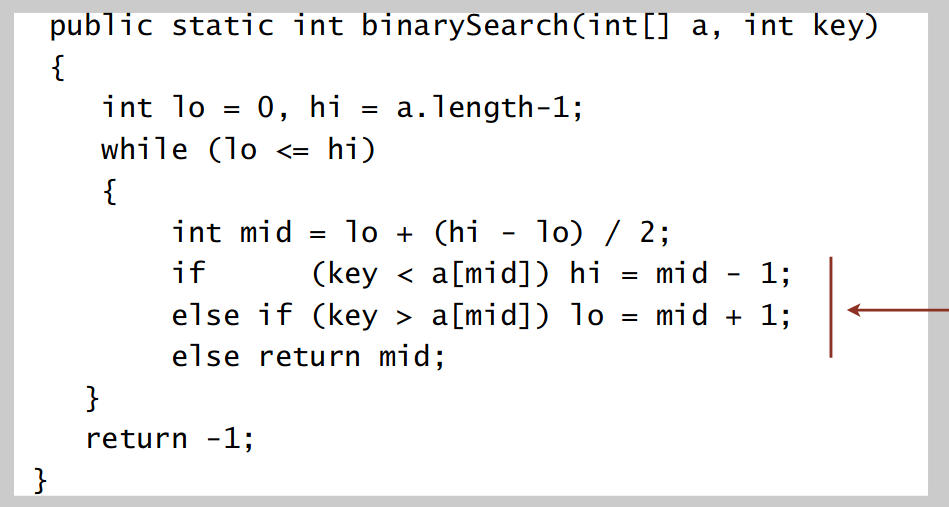 public static int binarySearch(int[] a, int key)
{
int lo = 0, hi = a.length-1;
while (lo <= hi)
{
int mid = lo + (hi - lo) / 2;
if (key < a[mid]) hi = mid - 1;
else if (key > a[mid]) lo = mid + 1;
else return mid;
}
return -1;
}